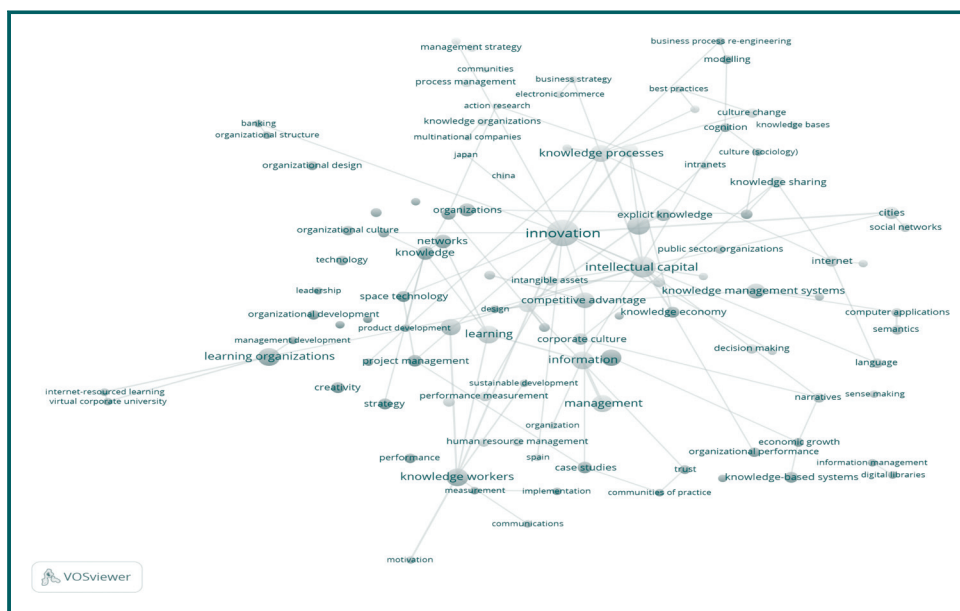 business process re-engineering
management strategy
modelling
communities
business strategy
process management
best practices
electronic commerce
action research
culture change
knowledge organizations
banking
knowledge bases
cognition
organizational structure
multinational companies
culture (sociology)
knowledge processes
japan
intranets
organizational design
china
knowledge sharing
organizations
cities
explicit knowledge
social networks
organizational culture
innovation
networks
public sector organizations
knowledge
technology
internet
intellectual capital
intangible assets
leadership
knowledge management systems
space technology
competitive advantage
design
knowledge economy
computer applications
organizational development
product development
semantics
learning
management development
corporate culture
decision making
learning organizations
information
project management
language
sustainable development
creativity
internet-resourced learning
performance measurement
sense making
narratives
virtual corporate university
strategy
management
organization
human resource management
economic growth
organizational performance
performance
spain
information management
case studies
trust
digital libraries
knowledge workers
knowledge-based systems
measurement
implementation
communities of practice
communications
motivation
VOSviewer